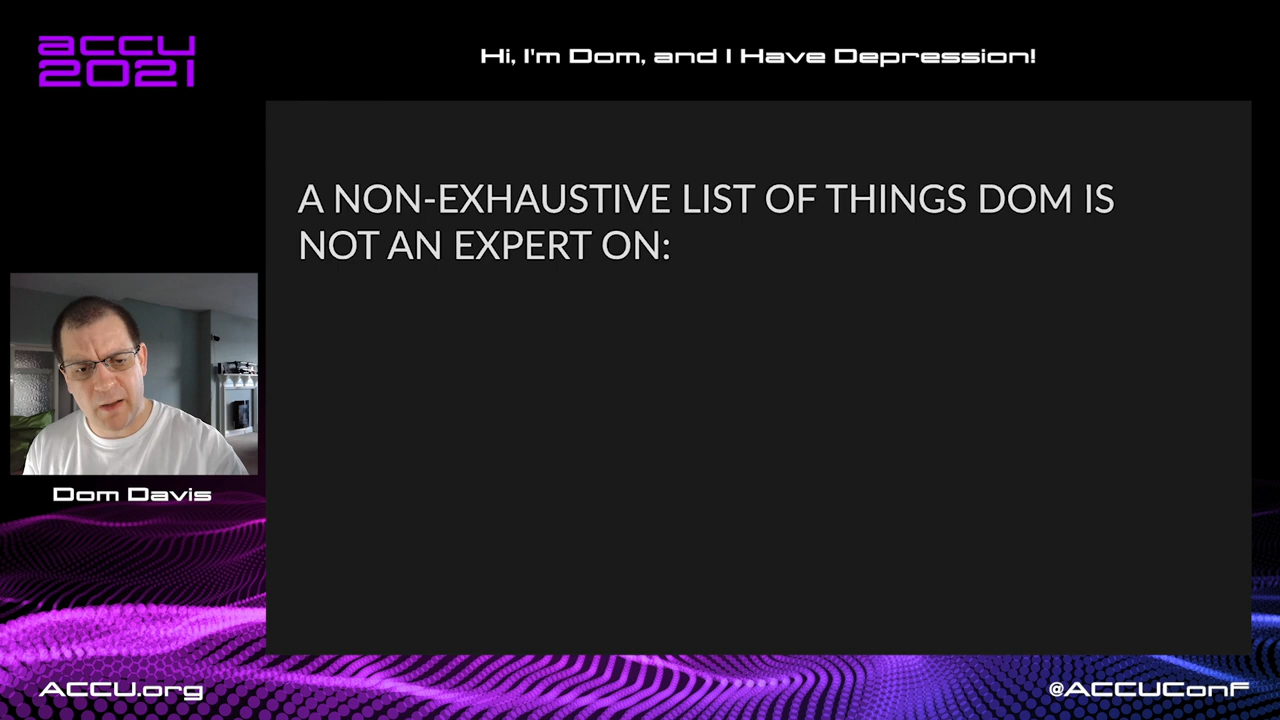 accu
2021
Hi, I'm Dom, and I Have Depression!
A NON-EXHAUSTIVE LIST OF THINGS DOM IS
NOT AN EXPERT ON:
Dom Davis
ACCU.org
@ACCUConf